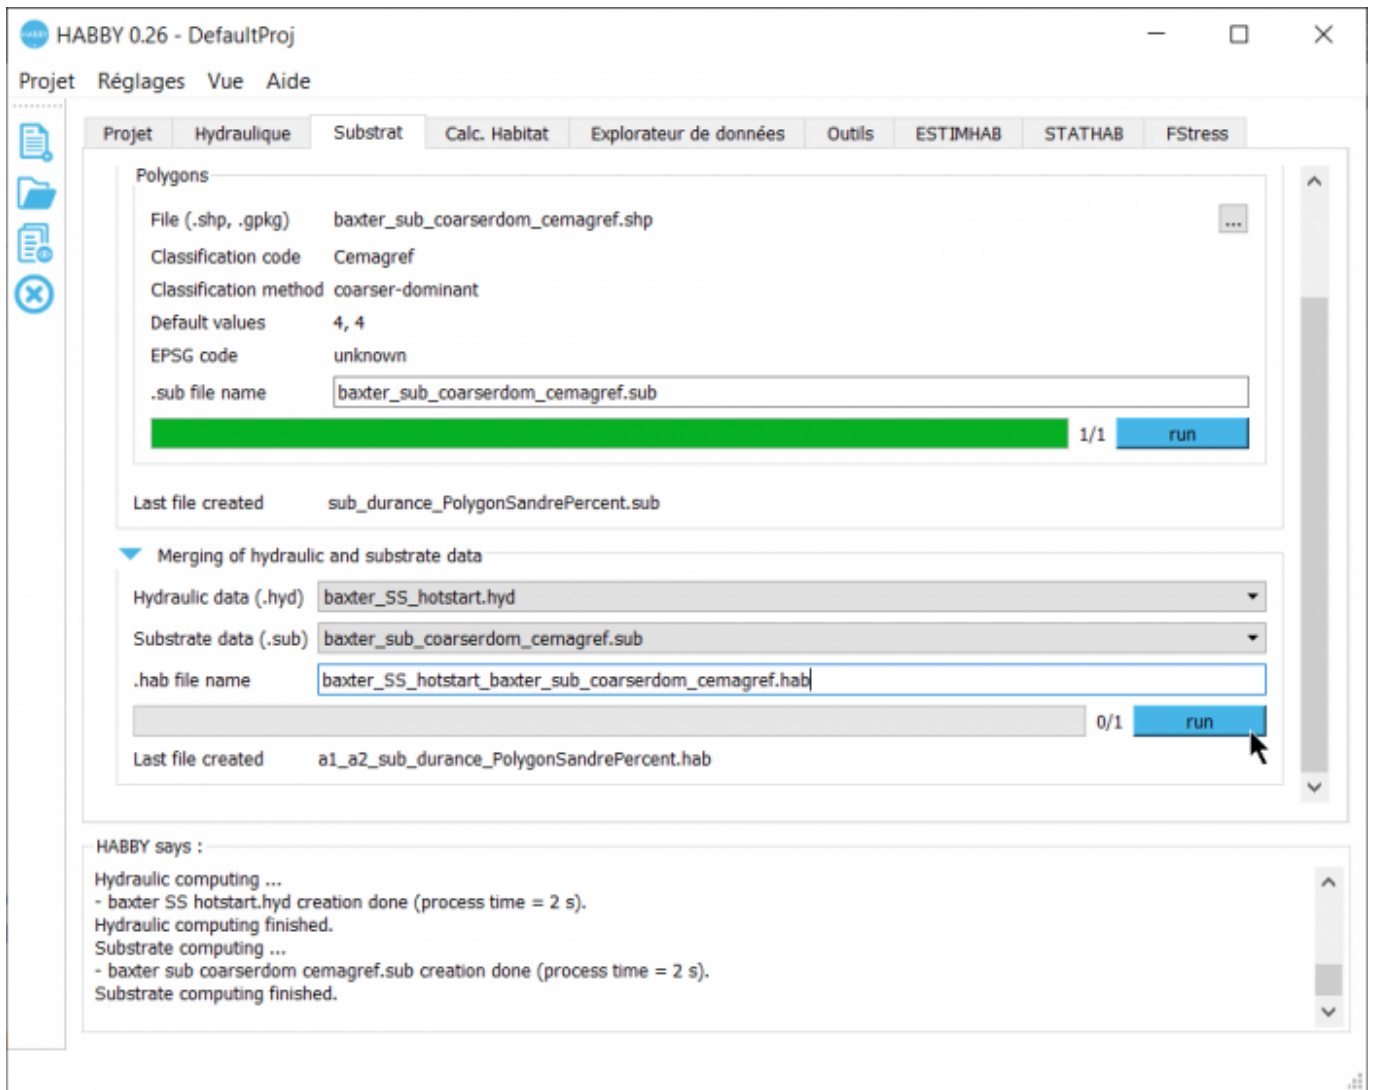 HABBY 0.26 - DefaultProj
Projet Réglages Vue Aide
Projet Hydraulique Substrat Calc. Habitat Explorateur de données Outils ESTIMHAB STATHAB FStress
Polygons
File (.shp, .gpkg) baxter_sub_coarserdom_cemagref.shp ...
Classification code Cemagref
Classification method coarser-dominant
Default values 4, 4
EPSG code unknown
.sub file name baxter_sub_coarserdom_cemagref.sub
1/1 run
Last file created sub_durance_PolygonSandrePercent.sub
Merging of hydraulic and substrate data
Hydraulic data (.hyd) baxter_SS_hotstart.hyd
Substrate data (.sub) baxter_sub_coarserdom_cemagref.sub
.hab file name baxter_SS_hotstart_baxter_sub_coarserdom_cemagref.hab
0/1 run
Last file created a1_a2_sub_durance_PolygonSandrePercent.hab
HABBY says :
Hydraulic computing ...
- baxter SS hotstart.hyd creation done (process time = 2 s).
Hydraulic computing finished.
Substrate computing ...
- baxter sub coarserdom cemagref.sub creation done (process time = 2 s).
Substrate computing finished.